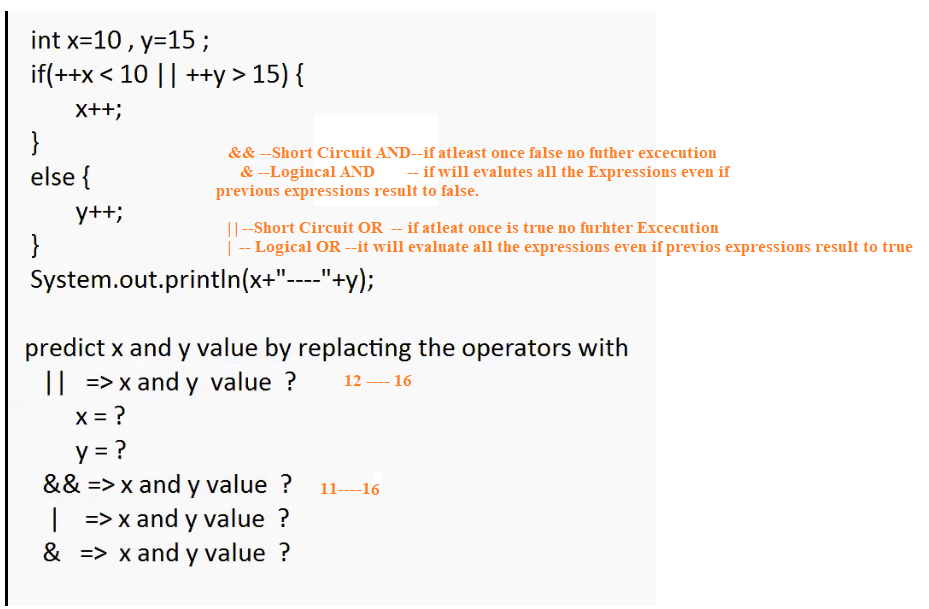 int x=10 , y=15 ;
if(++x < 10 || ++y > 15) {
x++;
}
else {
y++;
}
System.out.println(x+"----"+y);
&& --Short Circuit AND--if atleast once false no futher excecution
& --Logincal AND -- if will evalutes all the Expressions even if
previous expressions result to false.
||--Short Circuit OR -- if atleat once is true no furhter Excecution
| -- Logical OR --it will evaluate all the expressions even if previos expressions result to true
predict x and y value by replacting the operators with
|| => x and y value ? 12 ---- 16
x = ?
y = ?
&& => x and y value ? 11----16
| => x and y value ?
& => x and y value ?